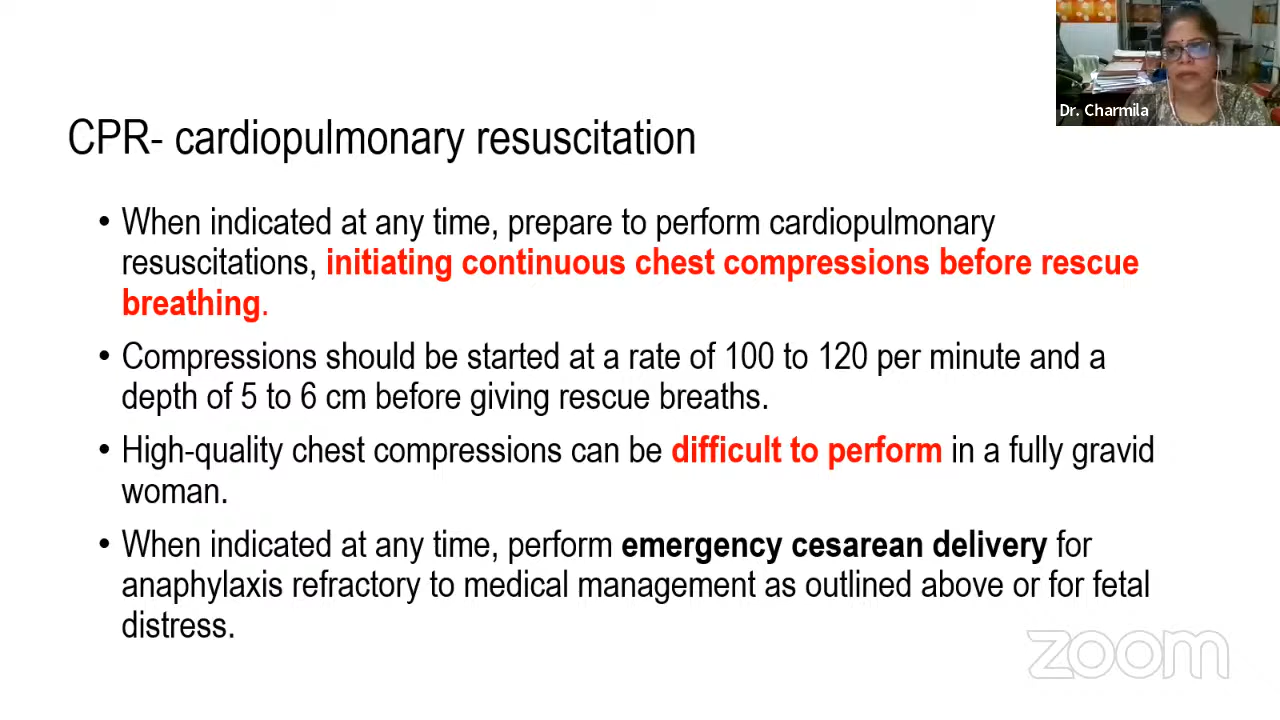 Dr. Charmila
CPR- cardiopulmonary resuscitation
• When indicated at any time, prepare to perform cardiopulmonary
resuscitations, initiating continuous chest compressions before rescue
breathing.
• Compressions should be started at a rate of 100 to 120 per minute and a
depth of 5 to 6 cm before giving rescue breaths.
• High-quality chest compressions can be difficult to perform in a fully gravid
woman.
• When indicated at any time, perform emergency cesarean delivery for
anaphylaxis refractory to medical management as outlined above or for fetal
distress.
zoom